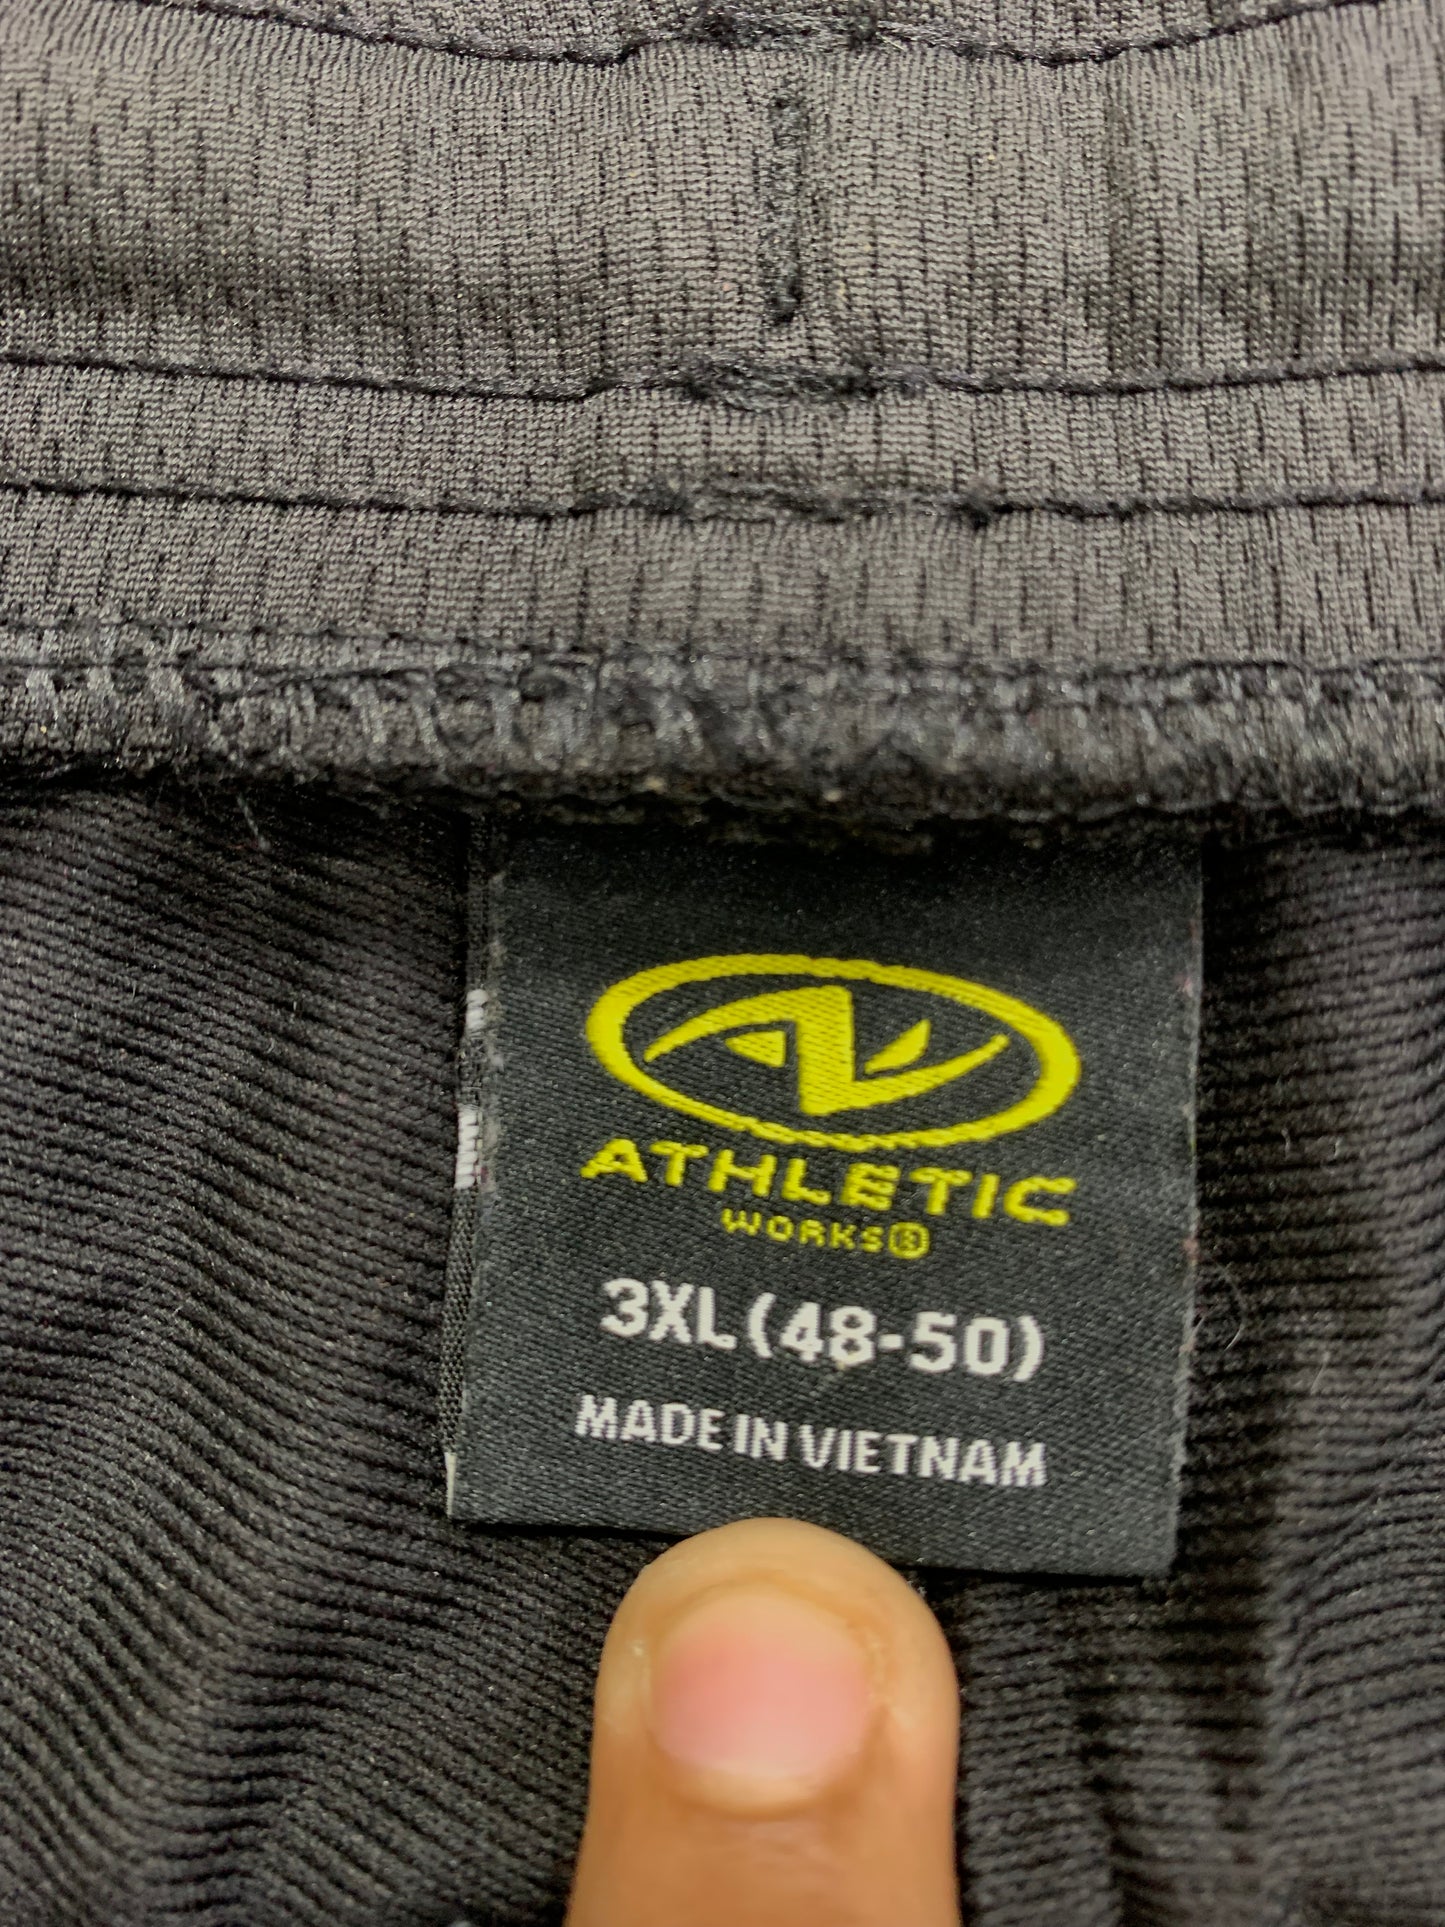 ATHLETIC
WORKS®
3XL (48-50)
MADE IN VIETNAM